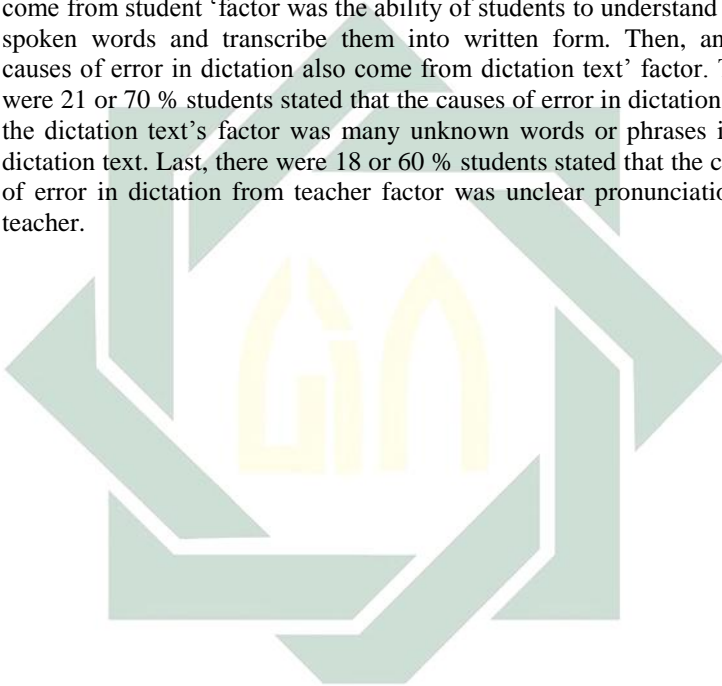 come from student ‘factor was the ability of students to understand
spoken words and transcribe them into written form. Then, an
causes of error in dictation also come from dictation text’ factor. T
were 21 or 70 % students stated that the causes of error in dictation
the dictation text’s factor was many unknown words or phrases i
dictation text. Last, there were 18 or 60 % students stated that the c
of error in dictation from teacher factor was unclear pronunciatio
teacher.